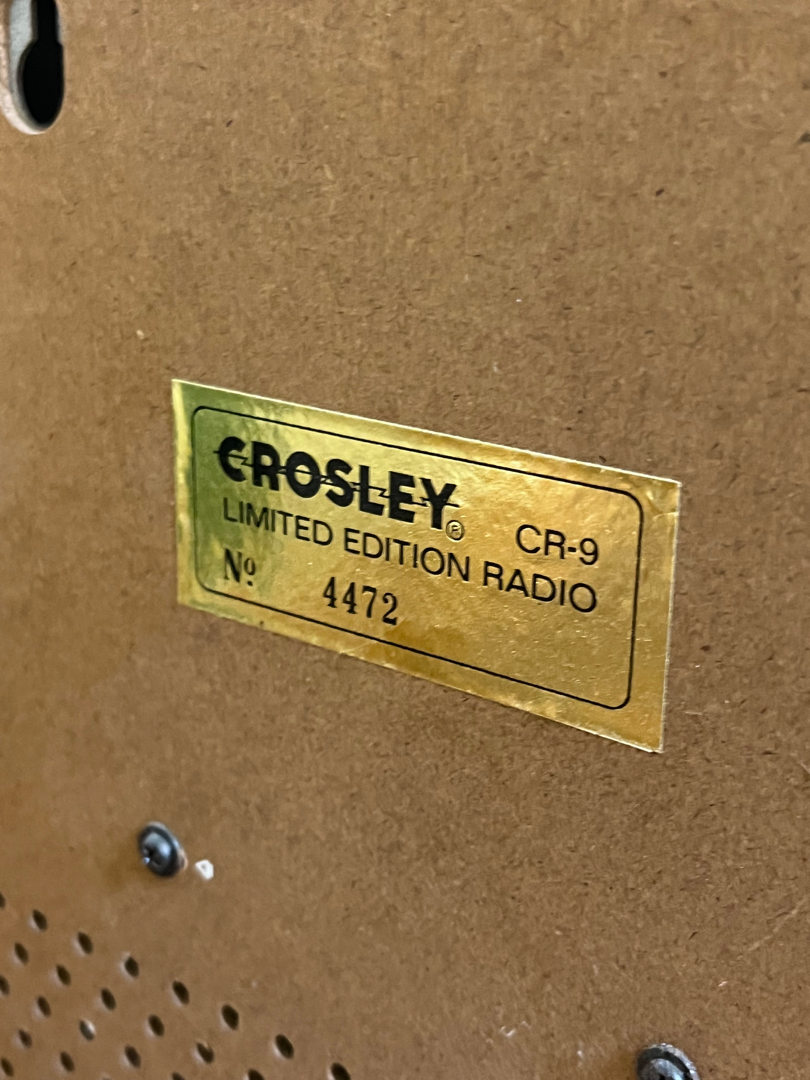 CROSLEY® CR-9
LIMITED EDITION RADIO
Nº 4472